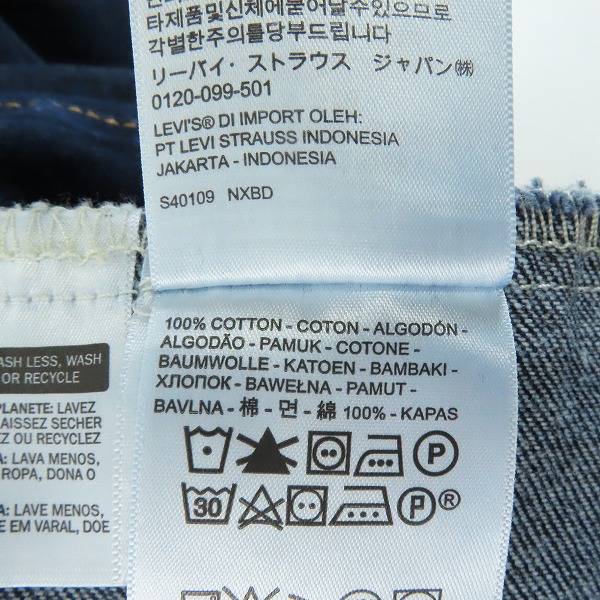 타제품및신체에묻어날수있으므로
각별한주의를당부드립니다
リーバイ・ストラウス ジャパン㈱
0120-099-501
LEVI'S® DI IMPORT OLEH:
PT LEVI STRAUSS INDONESIA
JAKARTA - INDONESIA
S40109 NXBD
100% COTTON - COTON - ALGODÓN -
ALGODÃO - PAMUK - COTONE -
BAUMWOLLE - KATOEN - BAMBAKI -
ХЛОПОК - BAWEŁNA - PAMUT -
BAVLNA - 棉 - 면 - 綿 100% - KAPAS
P
30 P®
LESS, WASH
OR RECYCLE
PLANETE: LAVEZ
SECHER
OU RECYCLEZ
LAVA MENOS,
ROPA, DONA O
LAVE MENOS,
E EM VARAL, DOE